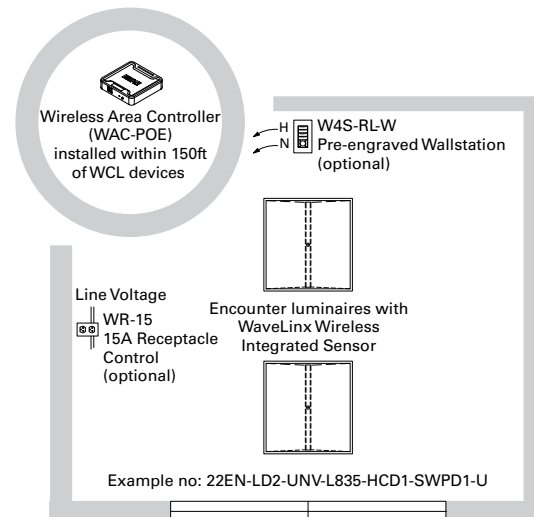 Wireless Area Controller
(WAC-POE)
installed within 150ft
of WCL devices
H
N
W4S-RL-W
Pre-engraved Wallstation
(optional)
Line Voltage
WR-15
15A Receptacle
Control
(optional)
Encounter luminaires with
WaveLinx Wireless
Integrated Sensor
Example no: 22EN-LD2-UNV-L835-HCD1-SWPD1-U